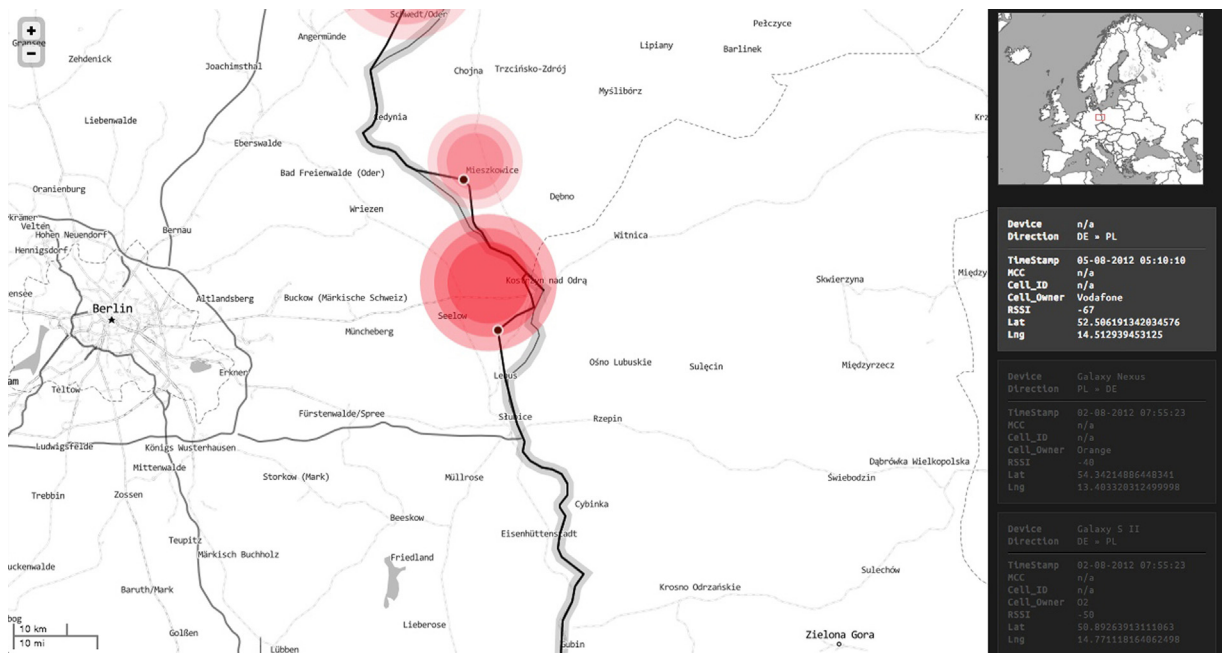 +
−
Schwedt/Oder
Pełczyce
Gransee
Angermünde
Lipiany
Barlinek
Zehdenick
Joachimsthal
Chojna
Trzcińsko-Zdrój
Myślibórz
Liebenwalde
Eberswalde
Bad Freienwalde (Oder)
Mieszkowice
Oranienburg
Dębno
Wriezen
Velten
Bernau
Hohen Neuendorf
Witnica
Hennigsdorf
Kostrzyn nad Odrą
Skwierzyna
Altlandsberg
Buckow (Märkische Schweiz)
Berlin
Seelow
Müncheberg
Ośno Lubuskie
Sulęcin
Międzyrzecz
Erkner
Lebus
Teltow
Fürstenwalde/Spree
Słubice
Rzepin
Ludwigsfelde
Königs Wusterhausen
Mittenwalde
Storkow (Mark)
Müllrose
Dąbrówka Wielkopolska
Świebodzin
Trebbin
Zossen
Cybinka
Beeskow
Eisenhüttenstadt
Teupitz
Märkisch Buchholz
Friedland
Sulechów
Baruth/Mark
Krosno Odrzańskie
Lieberose
10 km
10 mi
Golßen
Zielona Gora
Lübben
Gubin
Device n/a
Direction DE » PL
TimeStamp 05-08-2012 05:10:10
MCC n/a
Cell_ID n/a
Cell_Owner Vodafone
RSSI -67
Lat 52.506191342034576
Lng 14.512939453125
Device Galaxy Nexus
Direction PL » DE
TimeStamp 02-08-2012 07:55:23
MCC n/a
Cell_ID n/a
Cell_Owner Orange
RSSI -40
Lat 54.34214886448341
Lng 13.403320312499998
Device Galaxy S II
Direction DE » PL
TimeStamp 02-08-2012 07:55:23
MCC n/a
Cell_ID n/a
Cell_Owner O2
RSSI -50
Lat 50.89263913111063
Lng 14.771118164062498